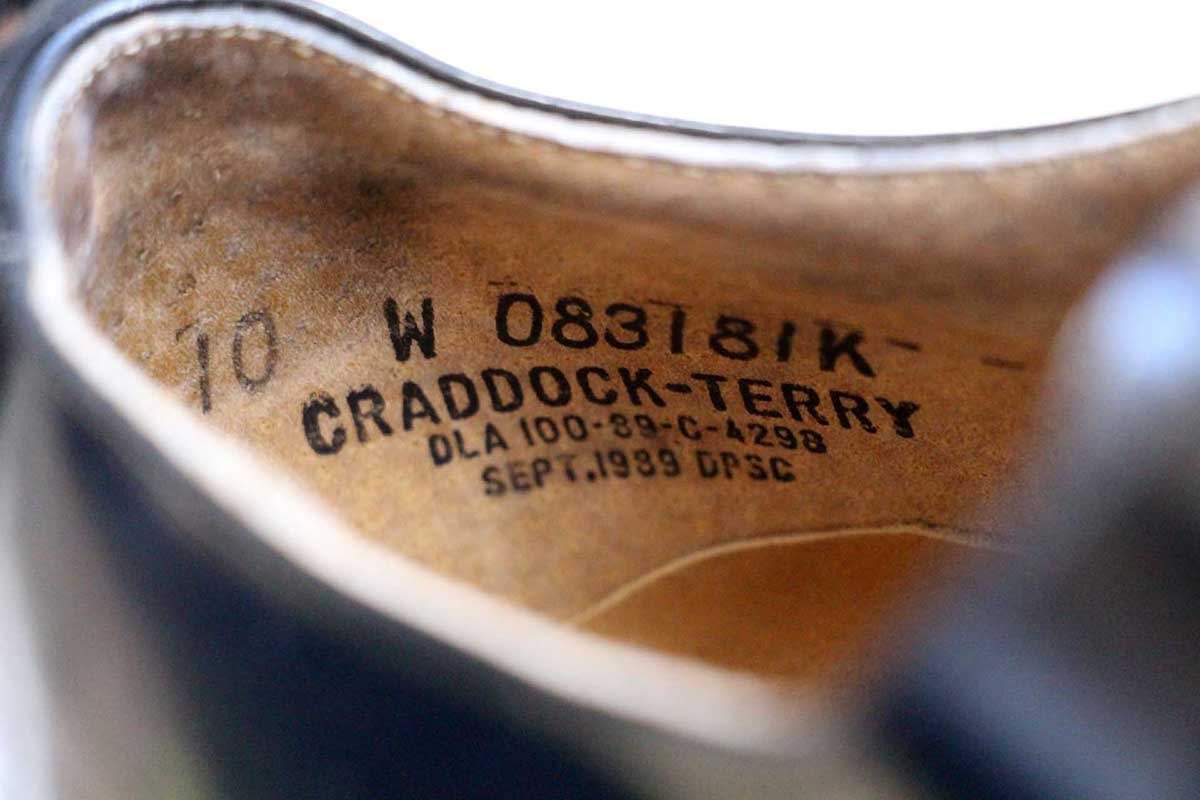 10 W 083181K
CRADDOCK-TERRY
DLA 100-89-C-4298
SEPT.1989 DPSC